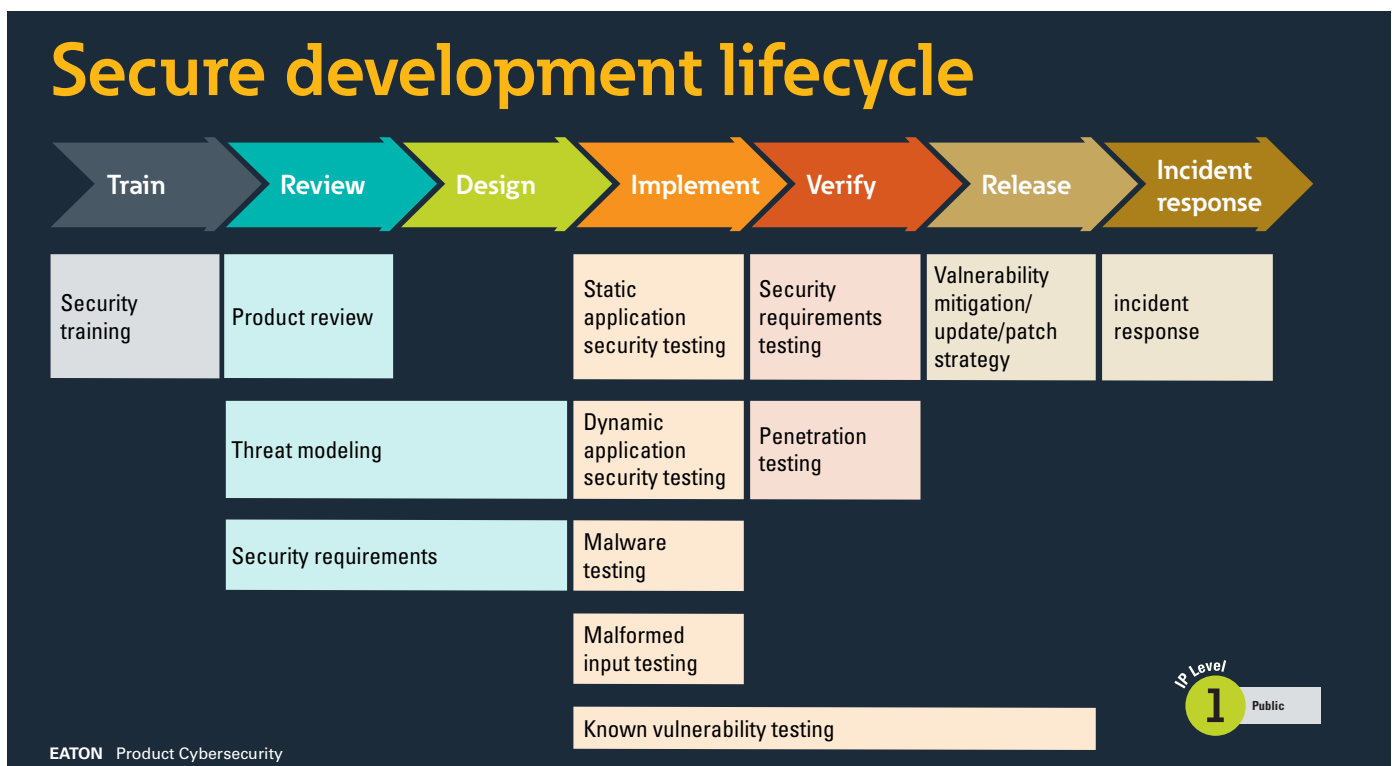 Secure development lifecycle
Train
Review
Design
Implement
Verify
Release
Incident
response
Security
training
Product review
Static
application
security testing
Security
requirements
testing
Valnerability
mitigation/
update/patch
strategy
incident
response
Threat modeling
Dynamic
application
security testing
Penetration
testing
Security requirements
Malware
testing
Malformed
input testing
Known vulnerability testing
IP Level
1
Public
EATON Product Cybersecurity